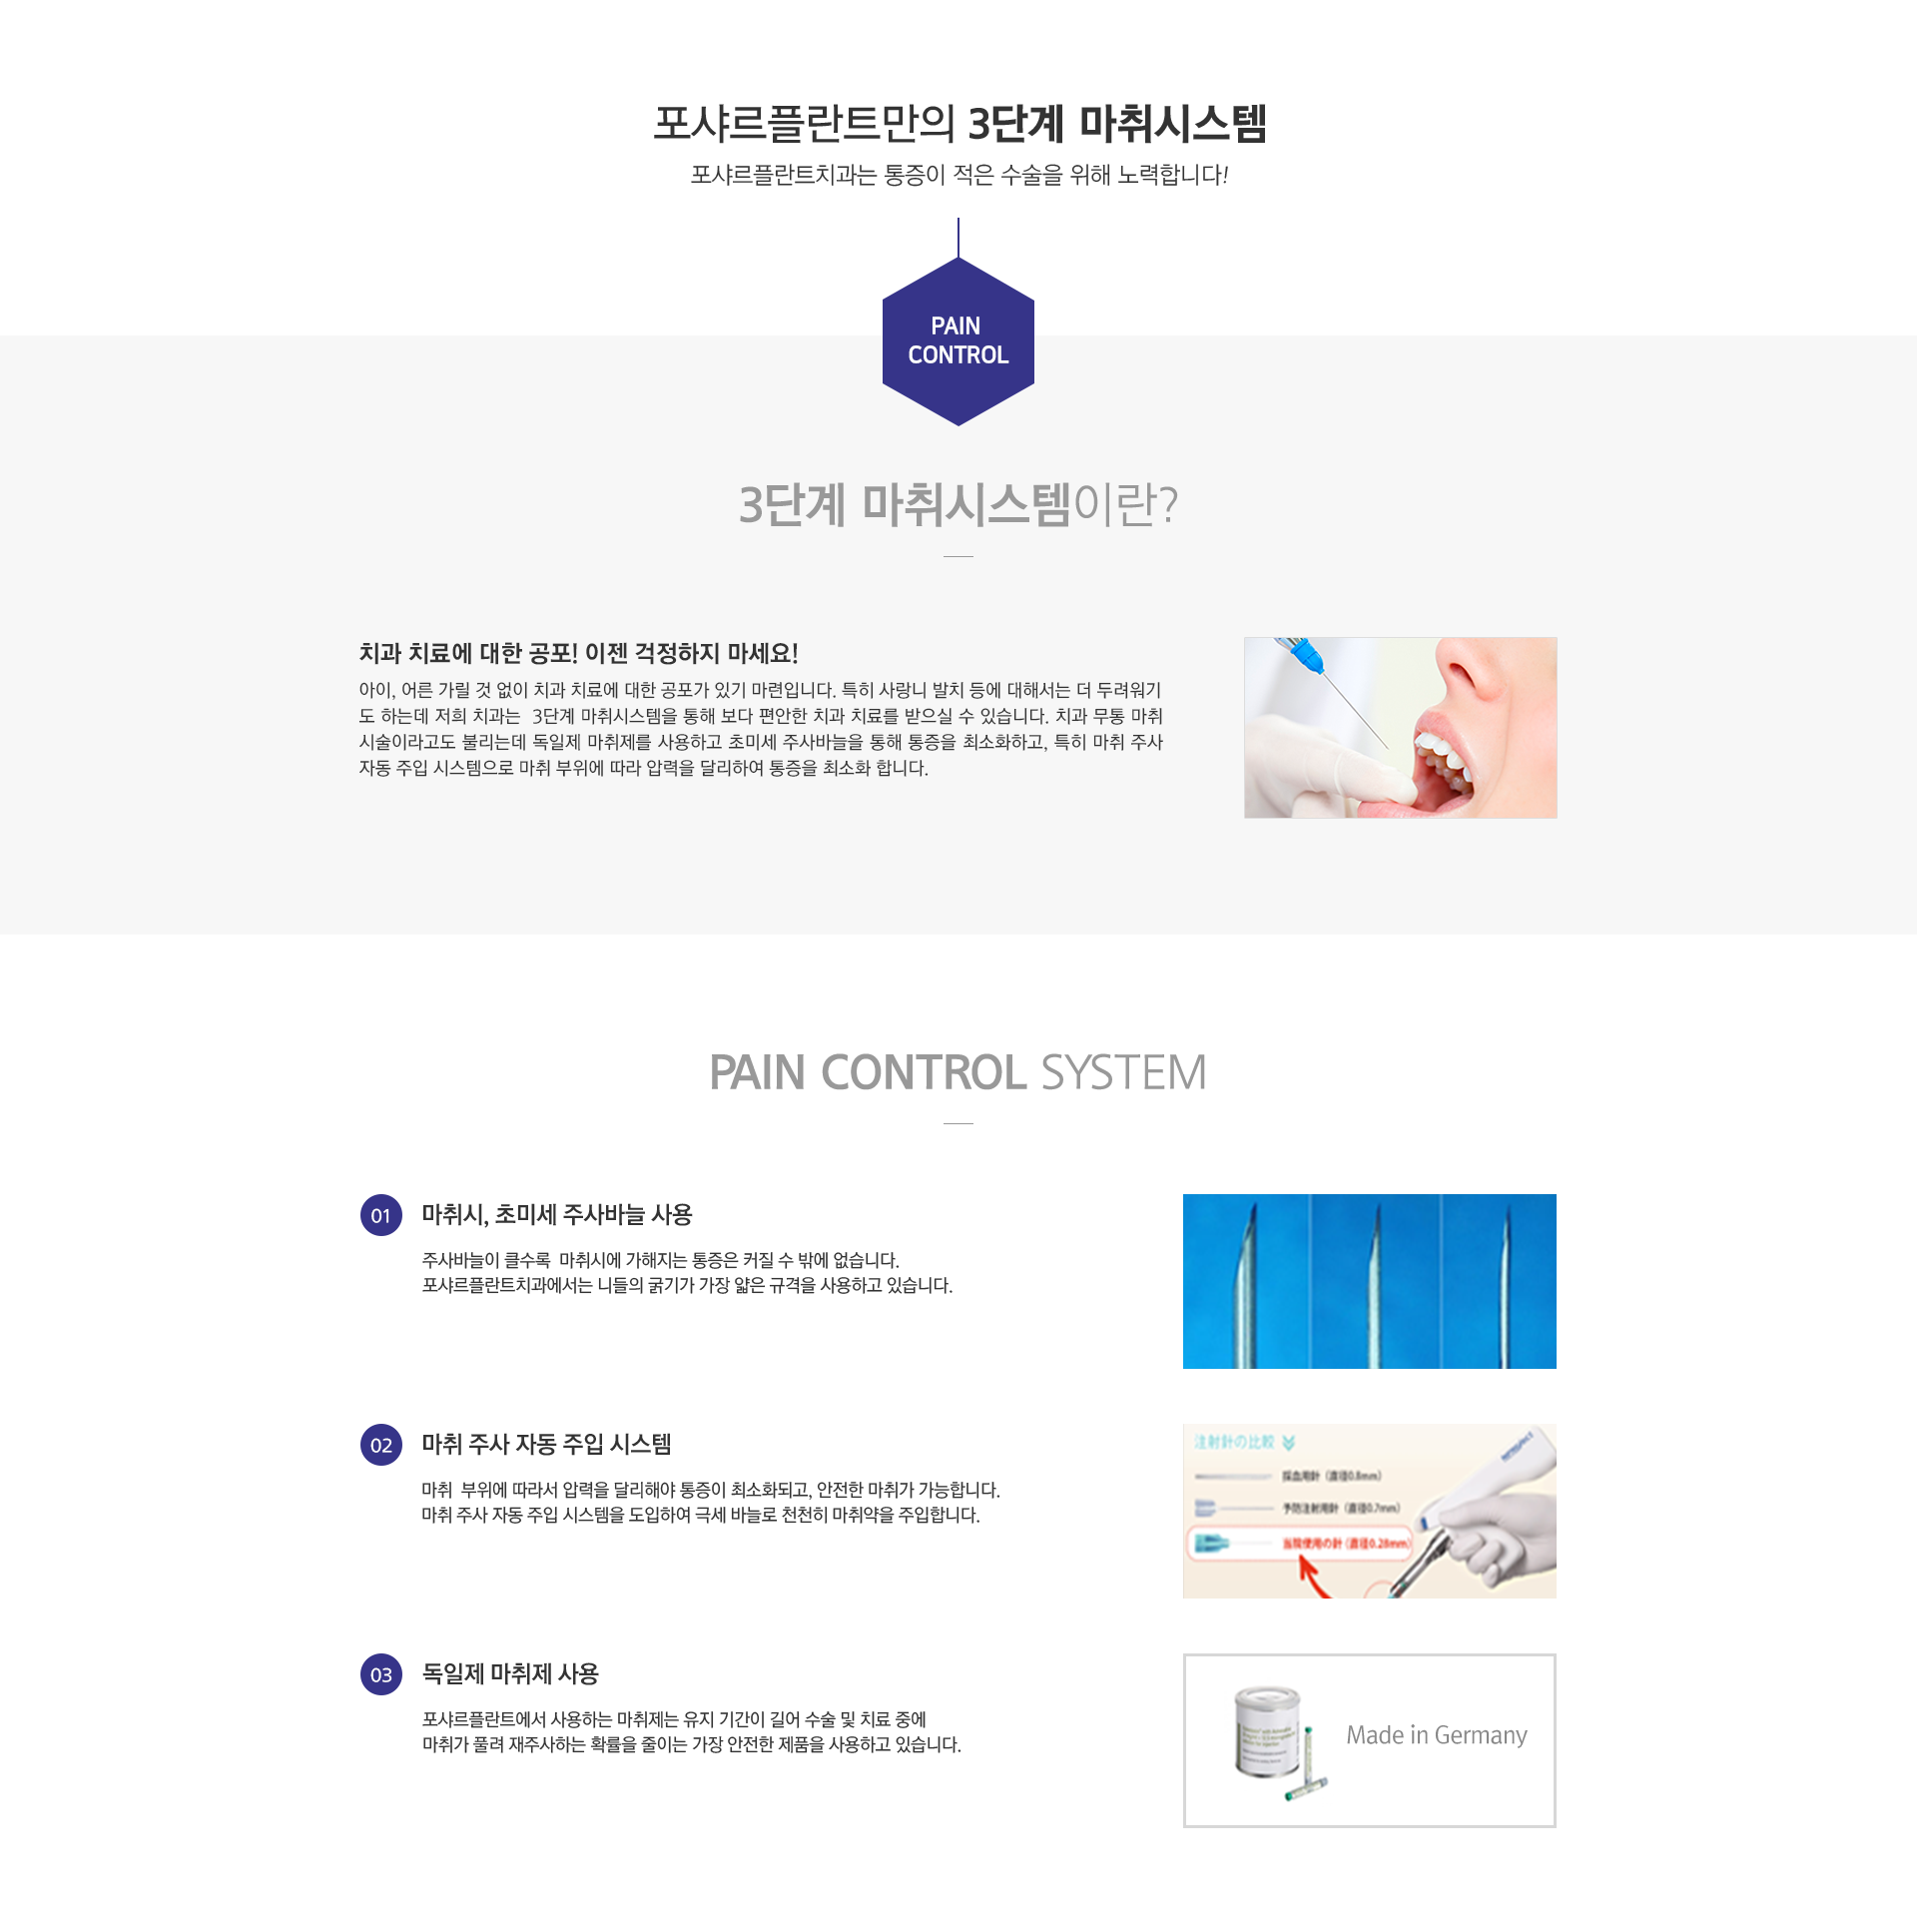 포샤르플란트만의 3단계 마취시스템
포샤르플란트치과는 통증이 적은 수술을 위해 노력합니다!
PAIN
CONTROL
3단계 마취시스템이란?
치과 치료에 대한 공포! 이젠 걱정하지 마세요!
아이, 어른 가릴 것 없이 치과 치료에 대한 공포가 있기 마련입니다. 특히 사랑니 발치 등에 대해서는 더 두려워기
도 하는데 저희 치과는 3단계 마취시스템을 통해 보다 편안한 치과 치료를 받으실 수 있습니다. 치과 무통 마취
시술이라고도 불리는데 독일제 마취제를 사용하고 초미세 주사바늘을 통해 통증을 최소화하고, 특히 마취 주사
자동 주입 시스템으로 마취 부위에 따라 압력을 달리하여 통증을 최소화 합니다.
PAIN CONTROL SYSTEM
01 마취시, 초미세 주사바늘 사용
주사바늘이 클수록 마취시에 가해지는 통증은 커질 수 밖에 없습니다.
포샤르플란트치과에서는 니들의 굵기가 가장 얇은 규격을 사용하고 있습니다.
02 마취 주사 자동 주입 시스템
마취 부위에 따라서 압력을 달리해야 통증이 최소화되고, 안전한 마취가 가능합니다.
마취 주사 자동 주입 시스템을 도입하여 극세 바늘로 천천히 마취약을 주입합니다.
注射針の比較
採血用針（直径0.8mm）
予防注射用針（直径0.7mm）
当院使用の針（直径0.28mm）
03 독일제 마취제 사용
포샤르플란트에서 사용하는 마취제는 유지 기간이 길어 수술 및 치료 중에
마취가 풀려 재주사하는 확률을 줄이는 가장 안전한 제품을 사용하고 있습니다.
Made in Germany